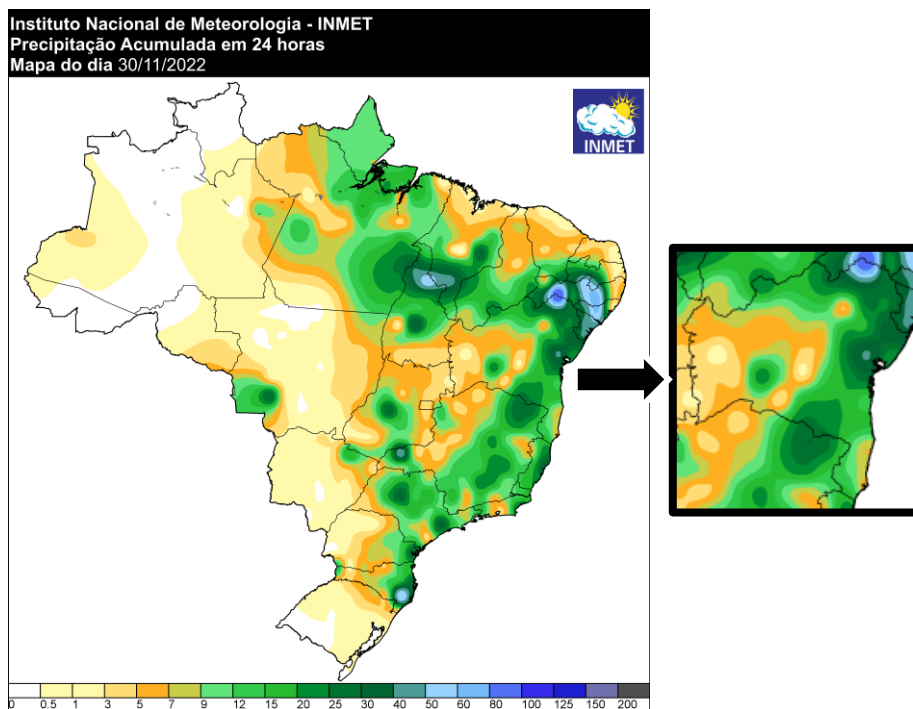 Instituto Nacional de Meteorologia - INMET
Precipitação Acumulada em 24 horas
Mapa do dia 30/11/2022
INMET
0 0.5 1 3 5 7 9 12 15 20 25 30 40 50 60 80 100 125 150 200